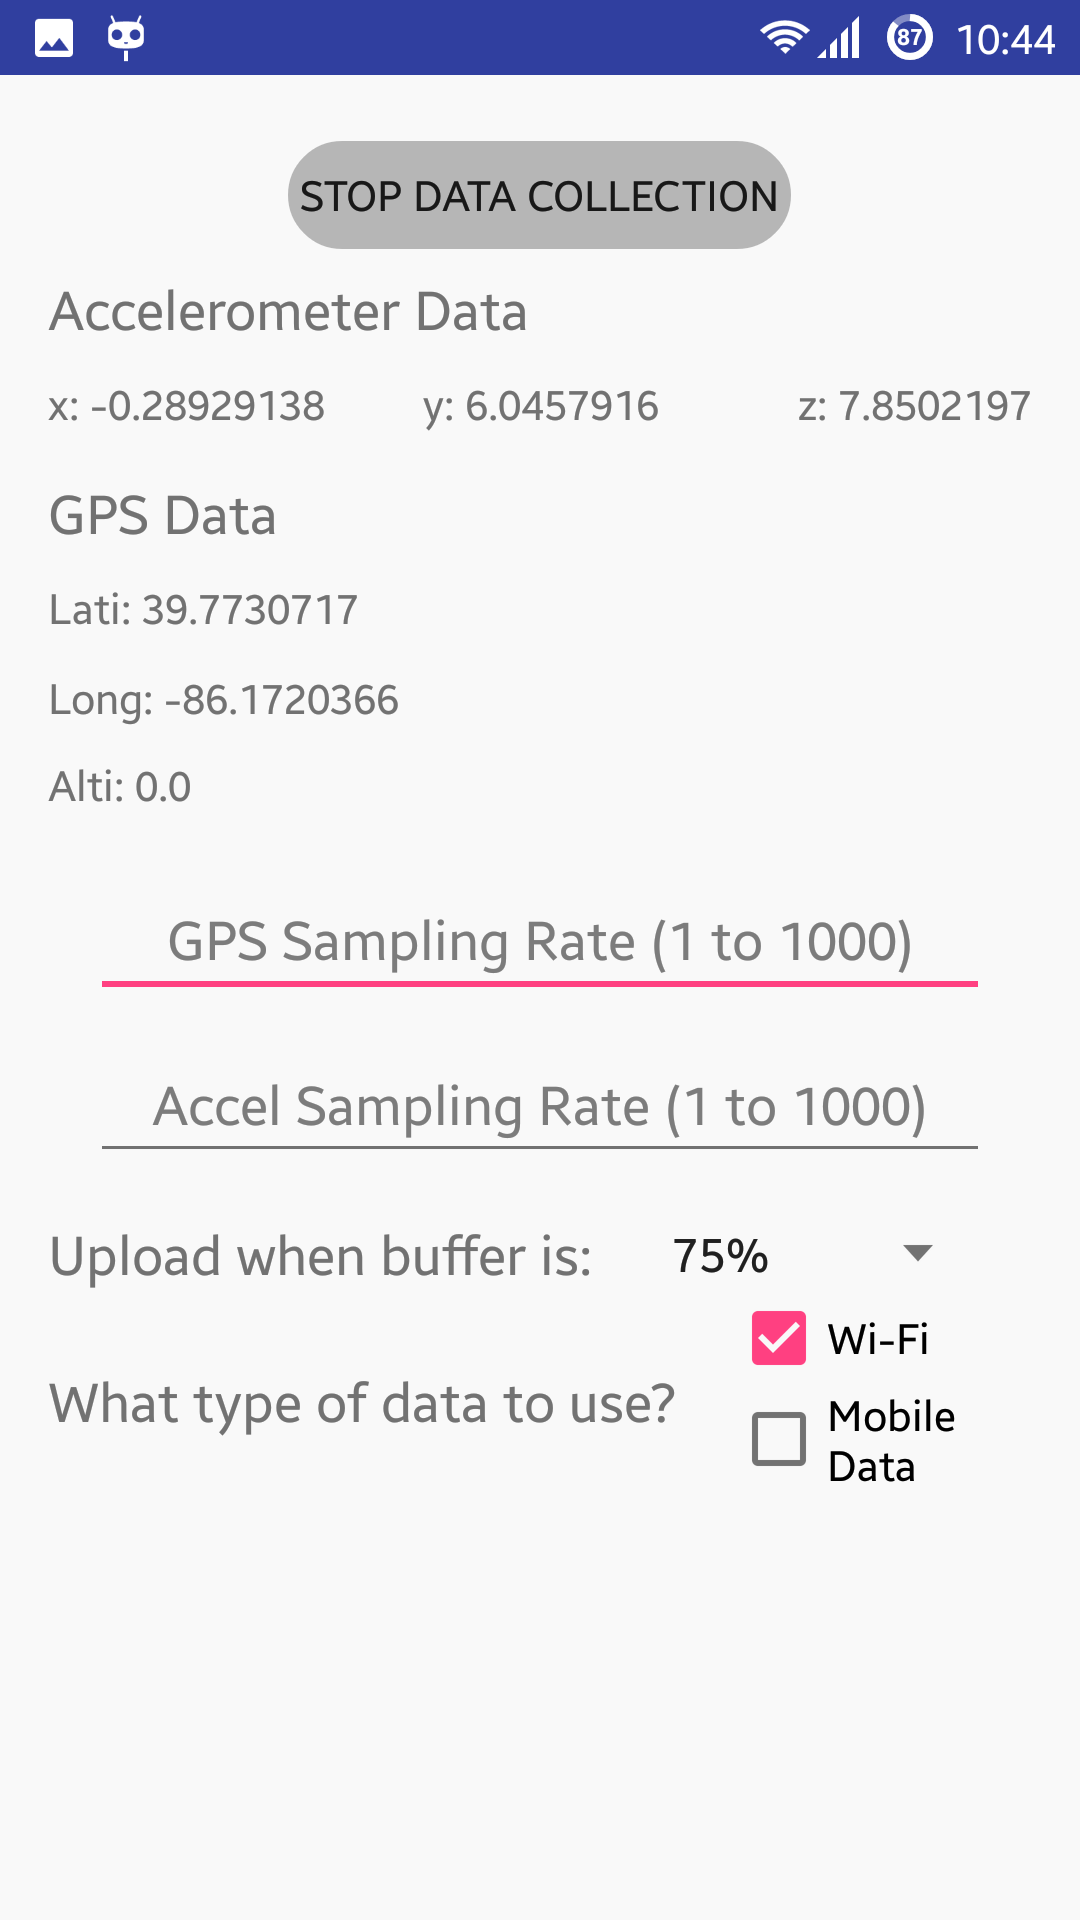 87 10:44
STOP DATA COLLECTION
Accelerometer Data
x: -0.28929138 y: 6.0457916 z: 7.8502197
GPS Data
Lati: 39.7730717
Long: -86.1720366
Alti: 0.0
GPS Sampling Rate (1 to 1000)
Accel Sampling Rate (1 to 1000)
Upload when buffer is: 75%
Wi-Fi
What type of data to use?
Mobile
Data